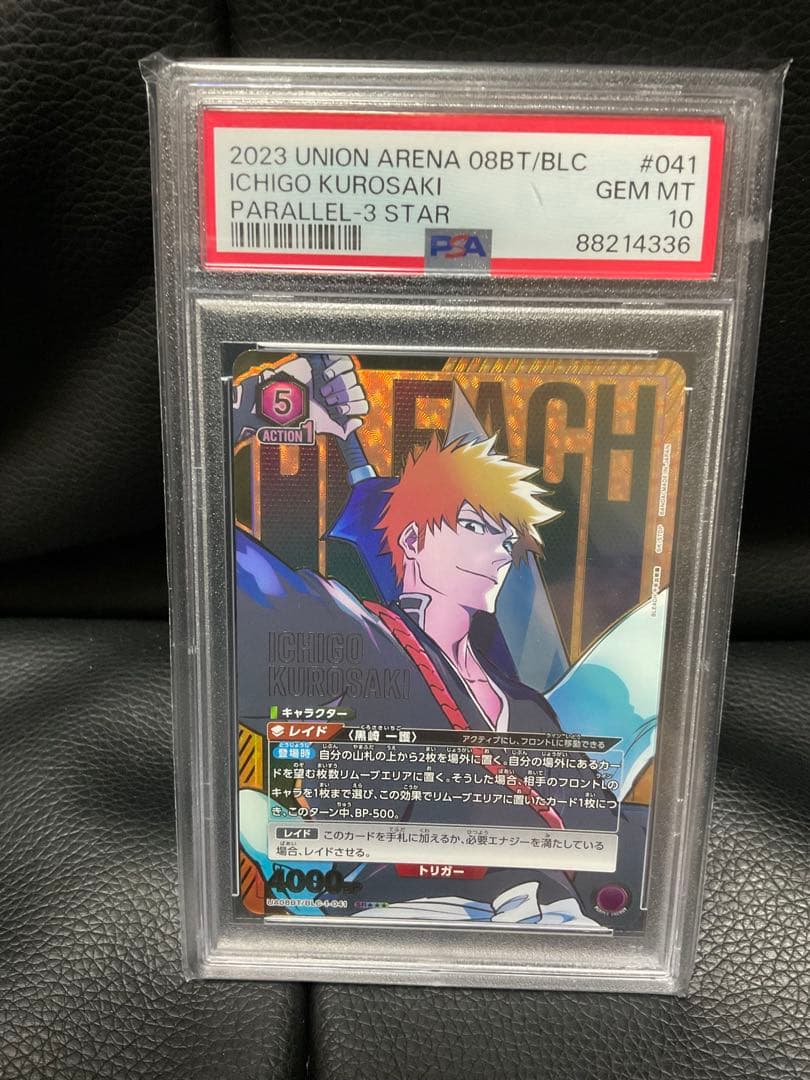 2023 UNION ARENA 08BT/BLC #041
ICHIGO KUROSAKI GEM MT
PARALLEL-3 STAR 10
PSA 88214336
BLEACH
5
ACTION 1
ICHIGO
KUROSAKI
キャラクター
レイド 〈黒崎 一護〉 アクティブにし、フロントLに移動できる
登場時 自分の山札の上から2枚を場外に置く。自分の場外にあるカー
ドを望む枚数リムーブエリアに置く。そうした場合、相手のフロントLの
キャラを1枚まで選び、この効果でリムーブエリアに置いたカード1枚につ
き、このターン中、BP-500。
レイド このカードを手札に加えるか、必要エナジーを満たしている
場合、レイドさせる。
トリガー
4000BP
UA08BT/BLC-1-041 SR★★★